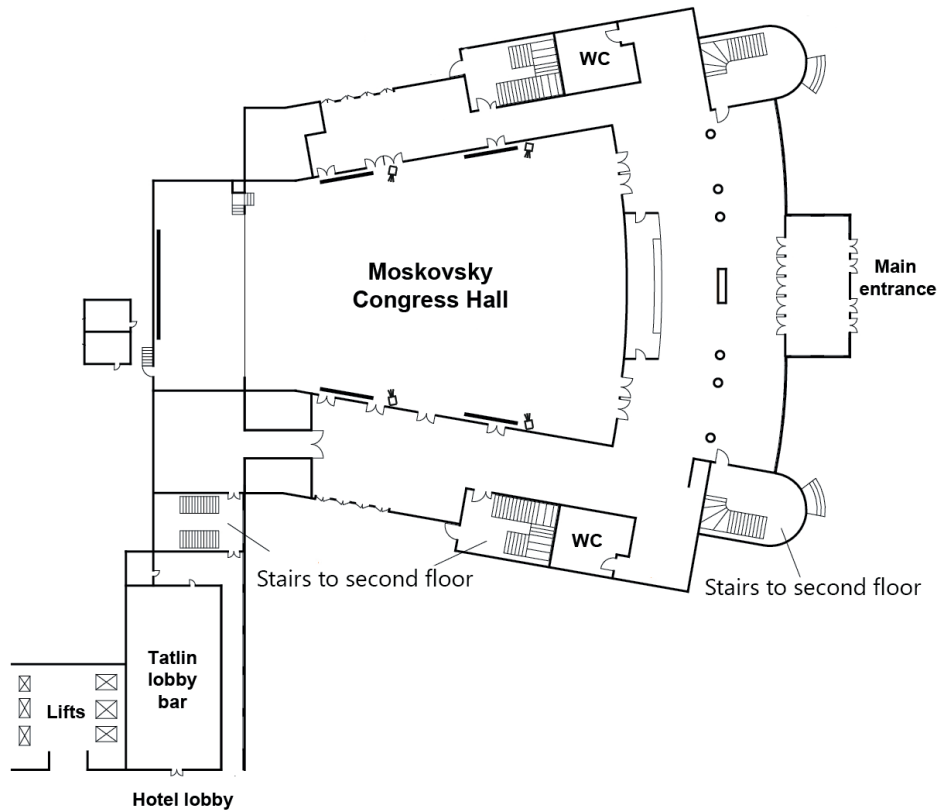 WC
Moskovsky
Congress Hall
Main
entrance
WC
Stairs to second floor
Stairs to second floor
Tatlin
lobby
bar
Lifts
Hotel lobby